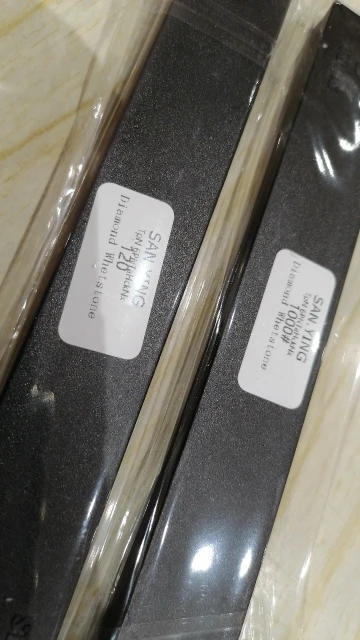 SAN.YING
120
Diamond Whetstone
SAN.YING
1000#
Diamond Whetstone